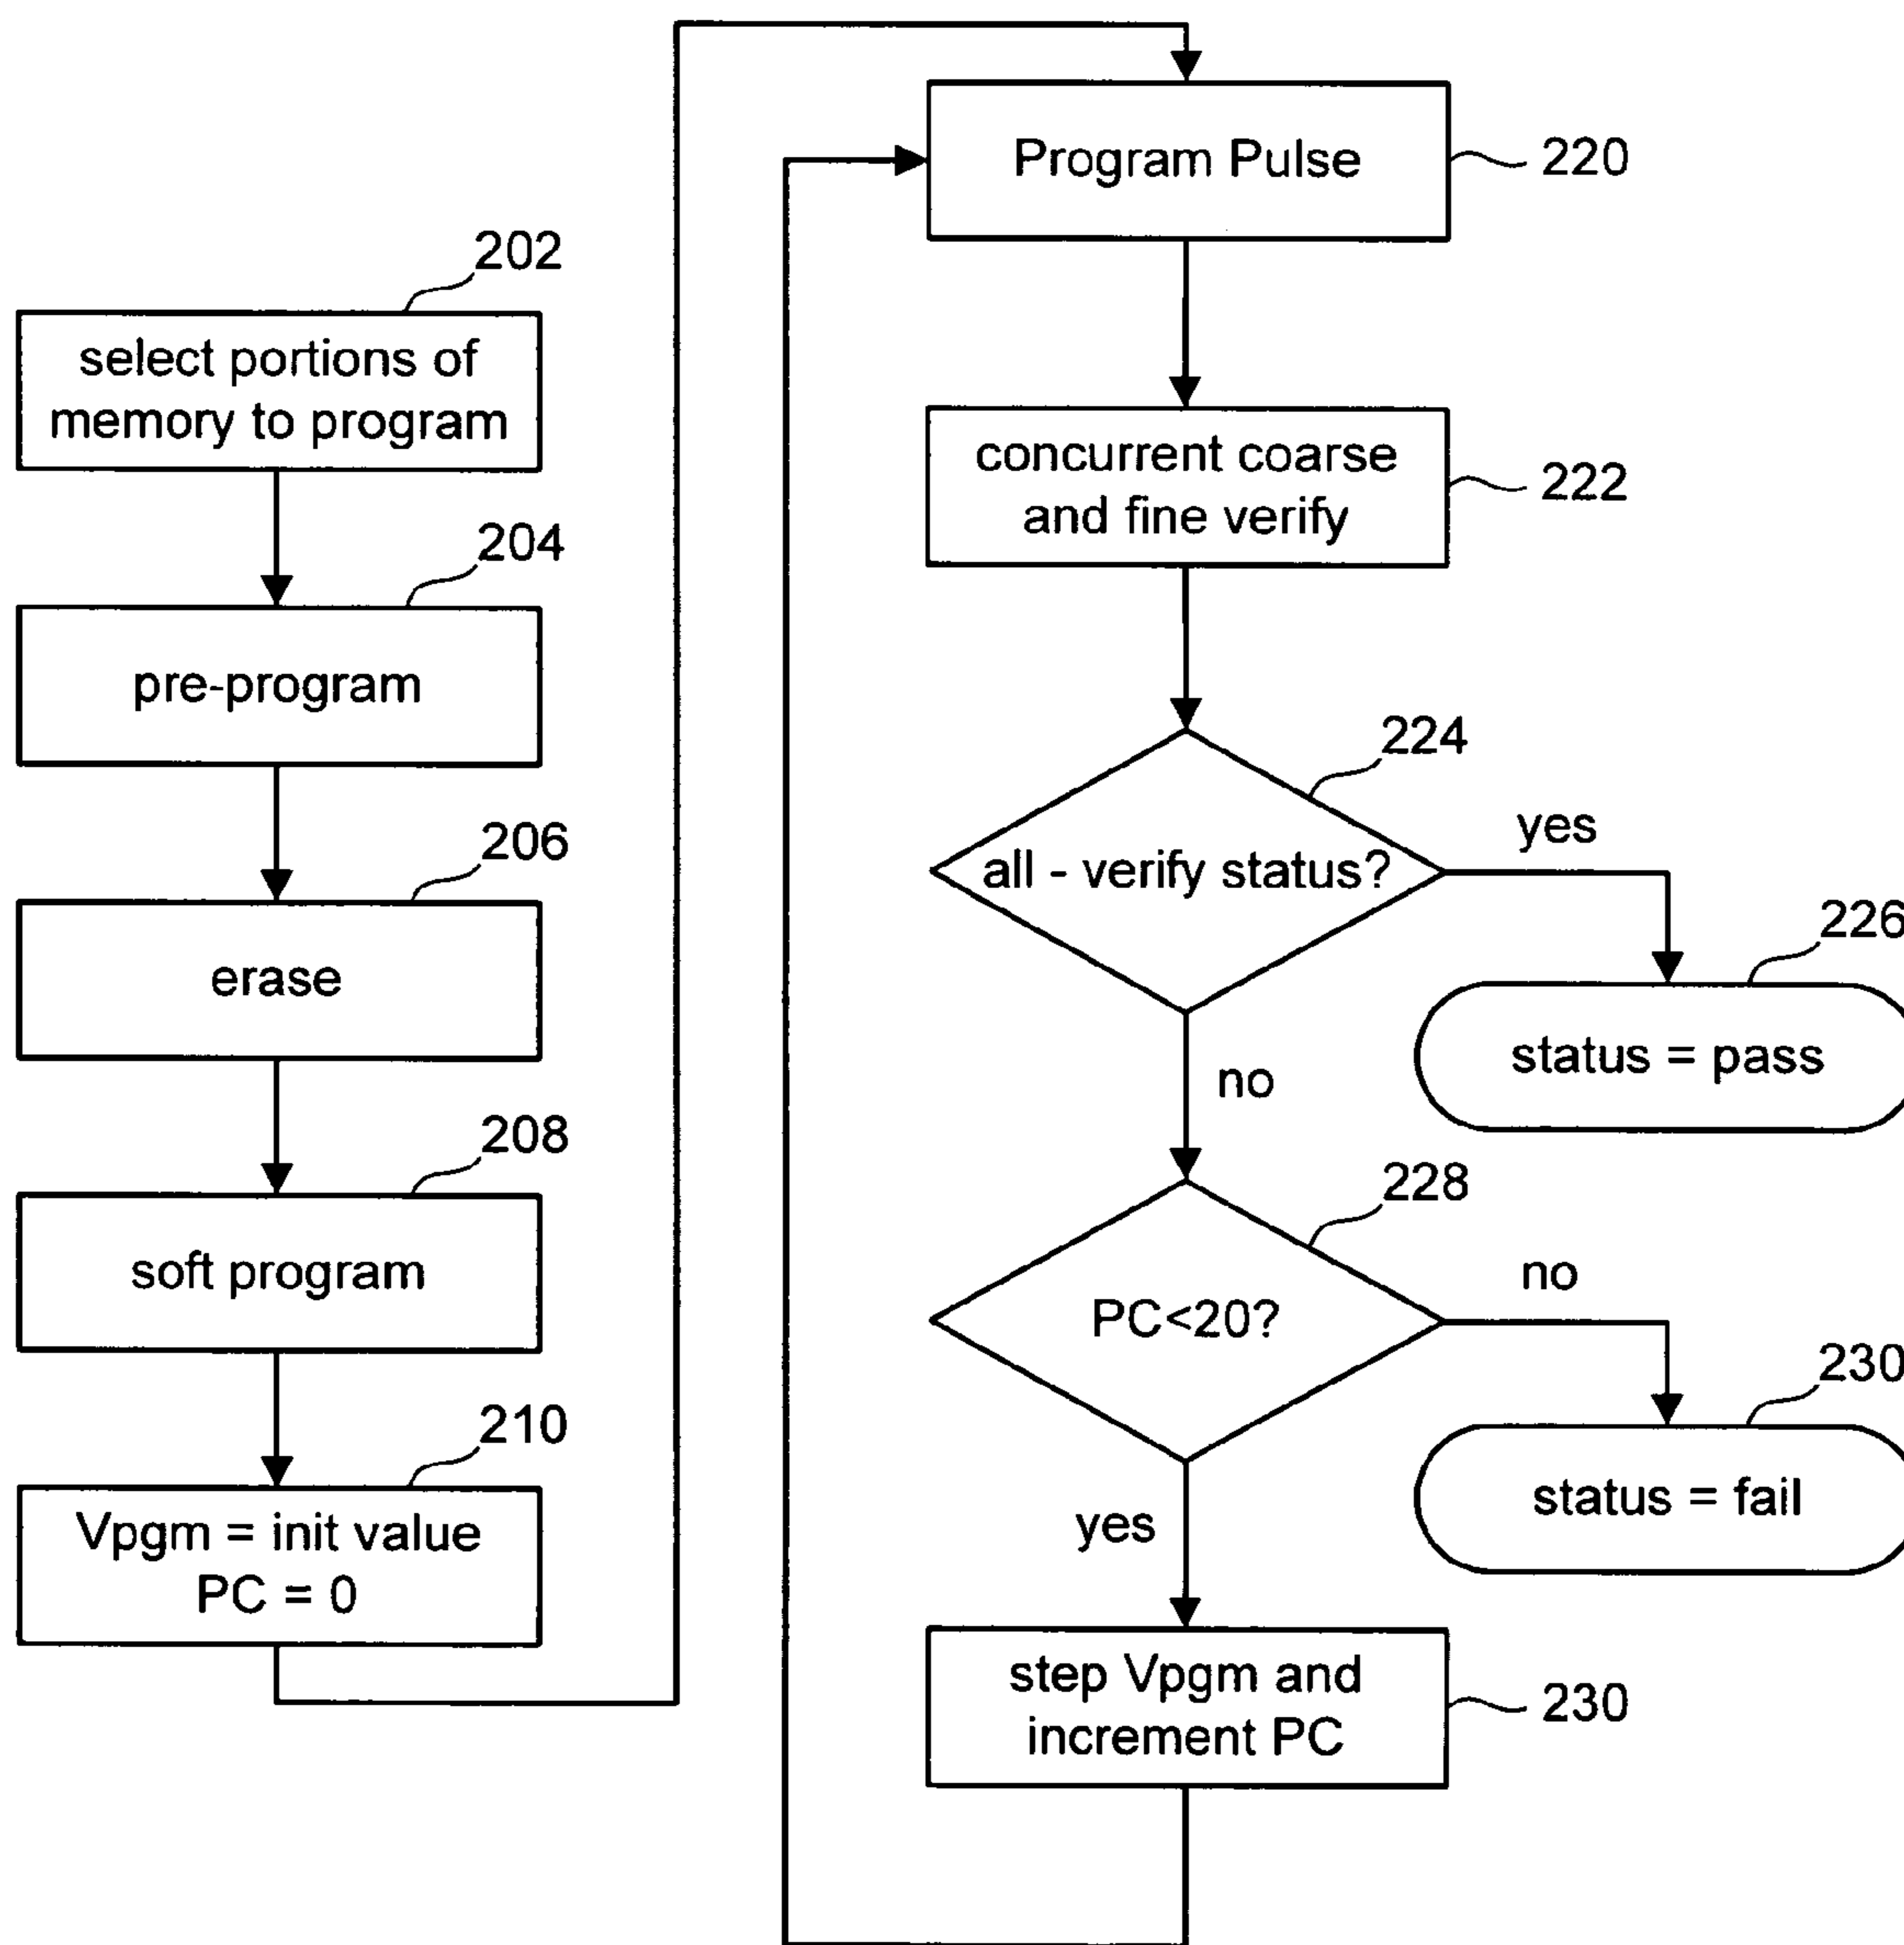 202
select portions of
memory to program
204
pre-program
206
erase
208
soft program
210
Vpgm = init value
PC = 0
Program Pulse
220
concurrent coarse
and fine verify
222
224
all - verify status?
yes
226
status = pass
no
228
PC<20?
no
230
status = fail
yes
step Vpgm and
increment PC
230